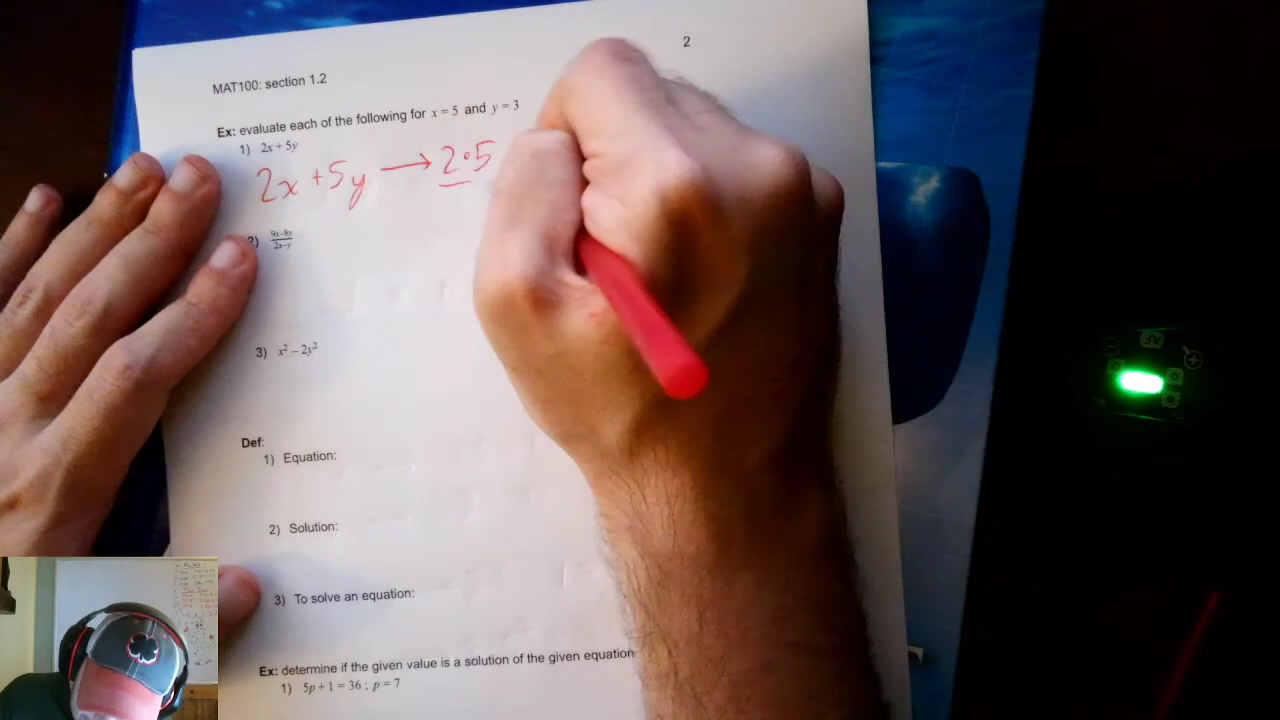 2
MAT100: section 1.2
Ex: evaluate each of the following for x = 5 and y = 3
1) 2x + 5y
2x + 5y → 2•5
2)
3) x² − 2y²
Def:
1) Equation:
2) Solution:
3) To solve an equation:
Ex: determine if the given value is a solution of the given equation
1) 5p + 1 = 36 ; p = 7
AF